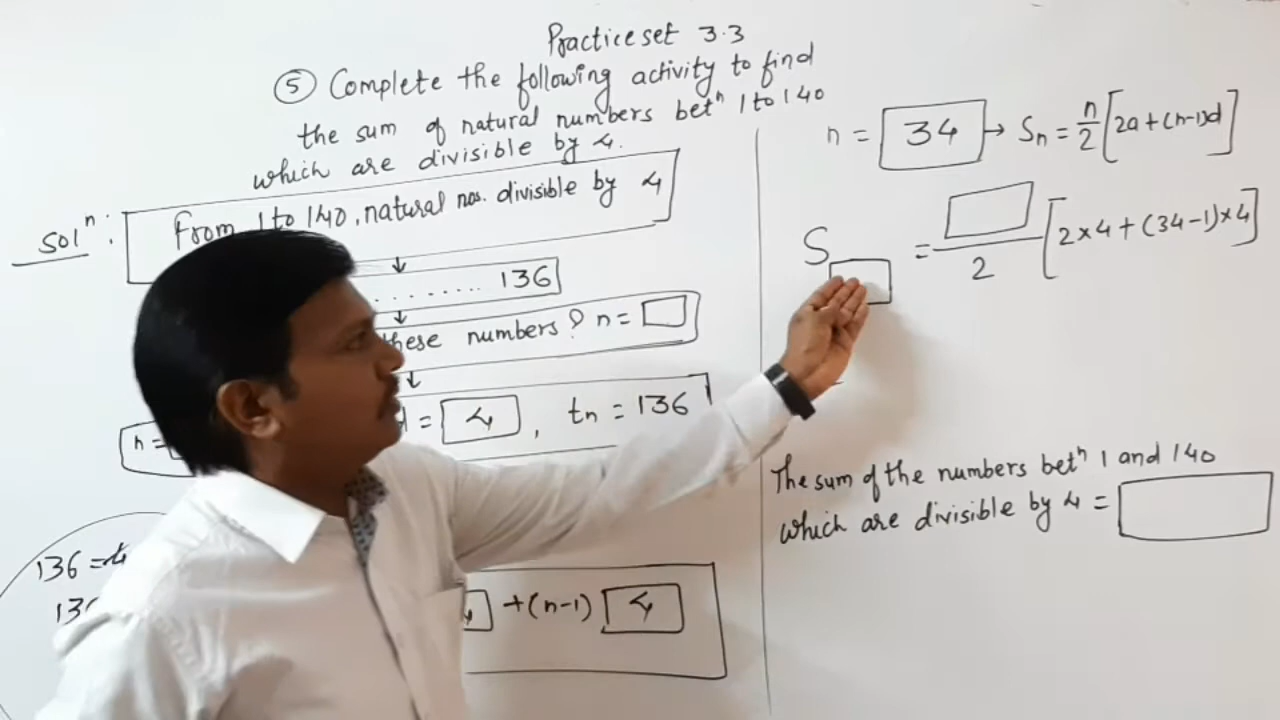 Practice set 3.3
⑤ Complete the following activity to find
the sum of natural numbers betⁿ 1 to 140
which are divisible by 4.
Solⁿ:
From 1 to 140, natural nos. divisible by 4
........ 136
these numbers? n =
n =
d = 4, tn = 136
136 =
+ (n-1) 4
n = 34 → Sn = n/2 [2a+(n-1)d]
S = /2 [2×4+(34-1)×4]
The sum of the numbers betⁿ 1 and 140
which are divisible by 4 =